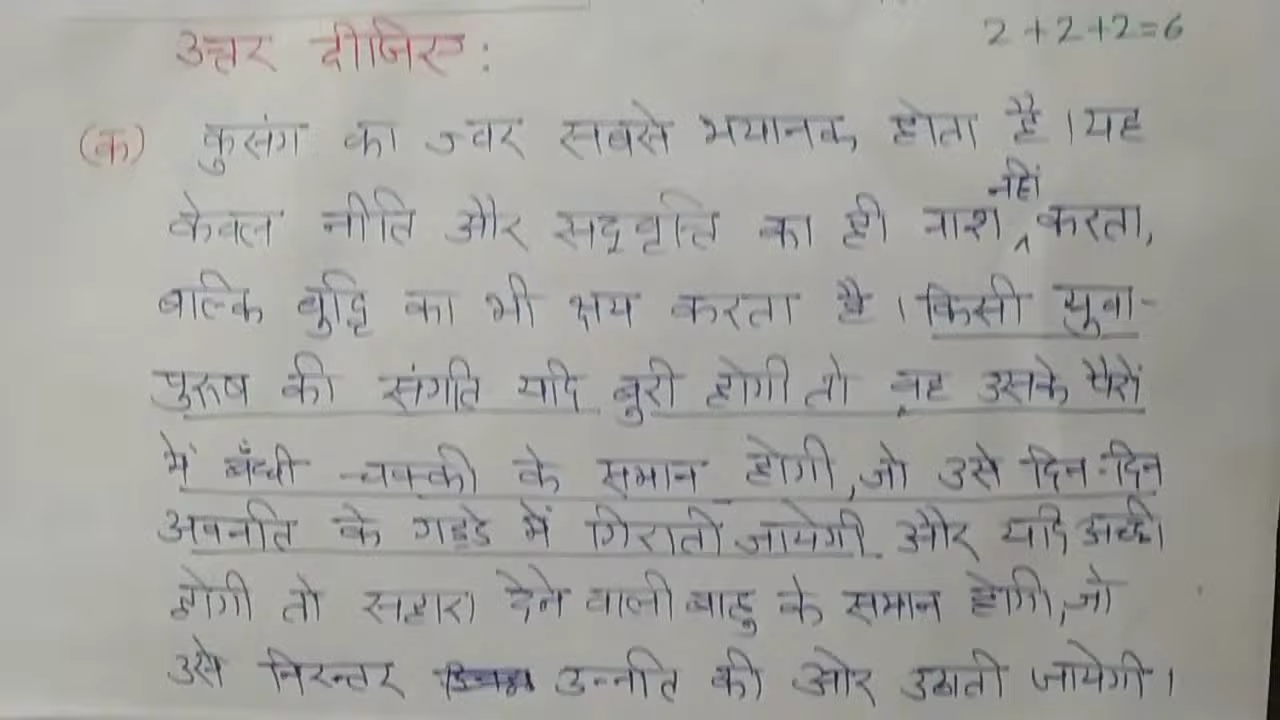 2+2+2=6
उत्तर दीजिए:
(क) कुसंग का ज्वर सबसे भयानक होता है।यह
केवल नीति और सद्‌वृत्ति का ही नाश नहीं करता,
बल्कि बुद्धि का भी क्षय करता है। किसी युवा-
पुरुष की संगति यदि बुरी होगी तो वह उसके पैरों
में बँधी चक्की के समान होगी,जो उसे दिन-दिन
अवनति के गड्डे में गिराती जायेगी और यदि अच्छी
होगी तो सहारा देने वाली बाहु के समान होगी,जो
उसे निरन्तर उन्नति की ओर उठाती जायेगी।